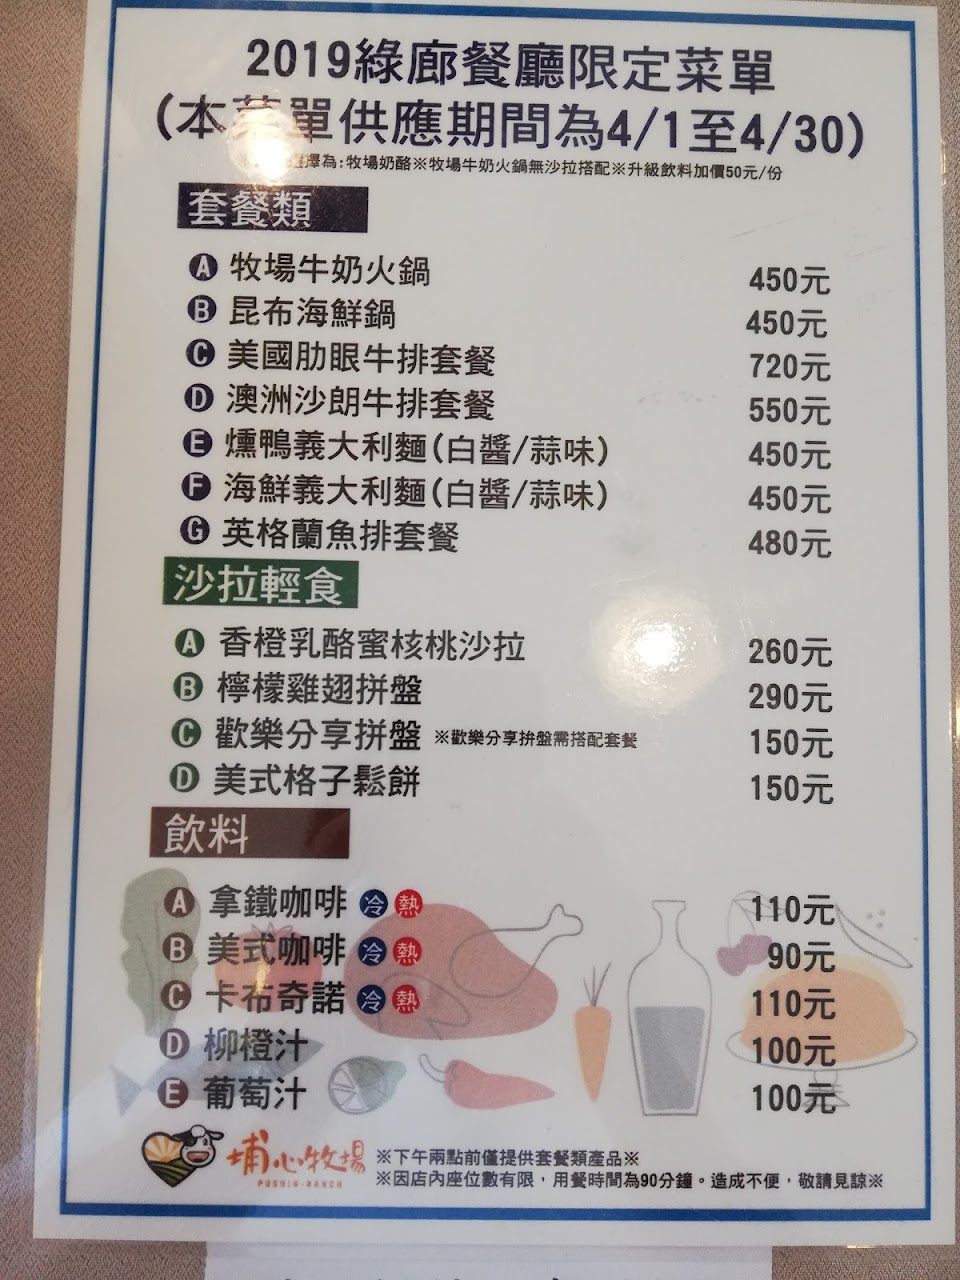 2019綠廊餐廳限定菜單
(本菜單供應期間為4/1至4/30)
擇為:牧場奶酪※牧場牛奶火鍋無沙拉搭配※升級飲料加價50元/份
套餐類
A 牧場牛奶火鍋 450元
B 昆布海鮮鍋 450元
C 美國肋眼牛排套餐 720元
D 澳洲沙朗牛排套餐 550元
E 燻鴨義大利麵(白醬/蒜味) 450元
F 海鮮義大利麵(白醬/蒜味) 450元
G 英格蘭魚排套餐 480元
沙拉輕食
A 香橙乳酪蜜核桃沙拉 260元
B 檸檬雞翅拼盤 290元
C 歡樂分享拼盤 ※歡樂分享拚盤需搭配套餐 150元
D 美式格子鬆餅 150元
飲料
A 拿鐵咖啡 冷 熱 110元
B 美式咖啡 冷 熱 90元
C 卡布奇諾 冷 熱 110元
D 柳橙汁 100元
E 葡萄汁 100元
埔心牧場
PUSHIN·RANCH
※下午兩點前僅提供套餐類產品※
※因店內座位數有限，用餐時間為90分鐘。造成不便，敬請見諒※